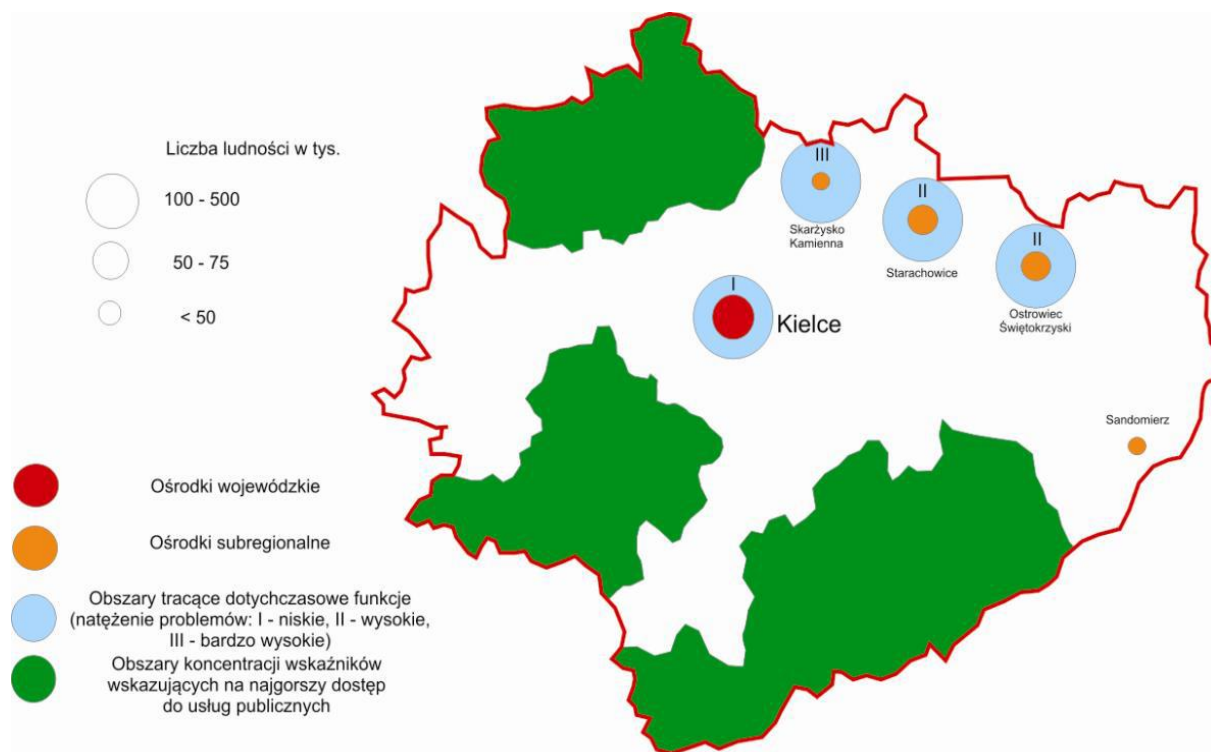 Liczba ludności w tys.
100 - 500
50 - 75
< 50
Ośrodki wojewódzkie
Ośrodki subregionalne
Obszary tracące dotychczasowe funkcje
(natężenie problemów: I - niskie, II - wysokie,
III - bardzo wysokie)
Obszary koncentracji wskaźników
wskazujących na najgorszy dostęp
do usług publicznych
III
Skarżysko
Kamienna
II
Starachowice
II
Ostrowiec
Świętokrzyski
I
Kielce
Sandomierz